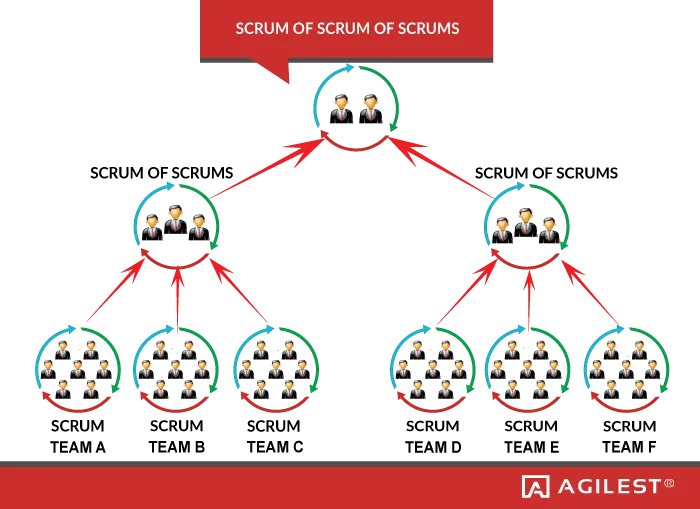 SCRUM OF SCRUM OF SCRUMS
SCRUM OF SCRUMS
SCRUM OF SCRUMS
SCRUM
TEAM A
SCRUM
TEAM B
SCRUM
TEAM C
SCRUM
TEAM D
SCRUM
TEAM E
SCRUM
TEAM F
AGILEST®